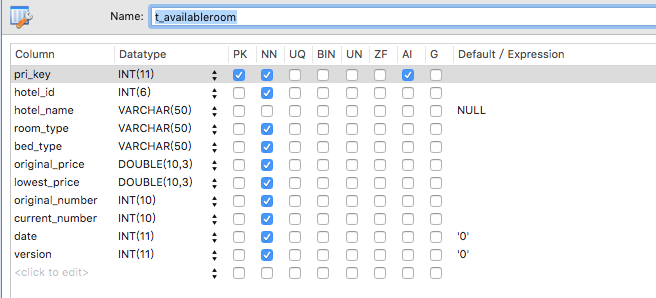 Name: t_availableroom
Column Datatype PK NN UQ BIN UN ZF AI G Default / Expression
pri_key INT(11)
hotel_id INT(6)
hotel_name VARCHAR(50) NULL
room_type VARCHAR(50)
bed_type VARCHAR(50)
original_price DOUBLE(10,3)
lowest_price DOUBLE(10,3)
original_number INT(10)
current_number INT(10)
date INT(11) '0'
version INT(11) '0'
<click to edit>